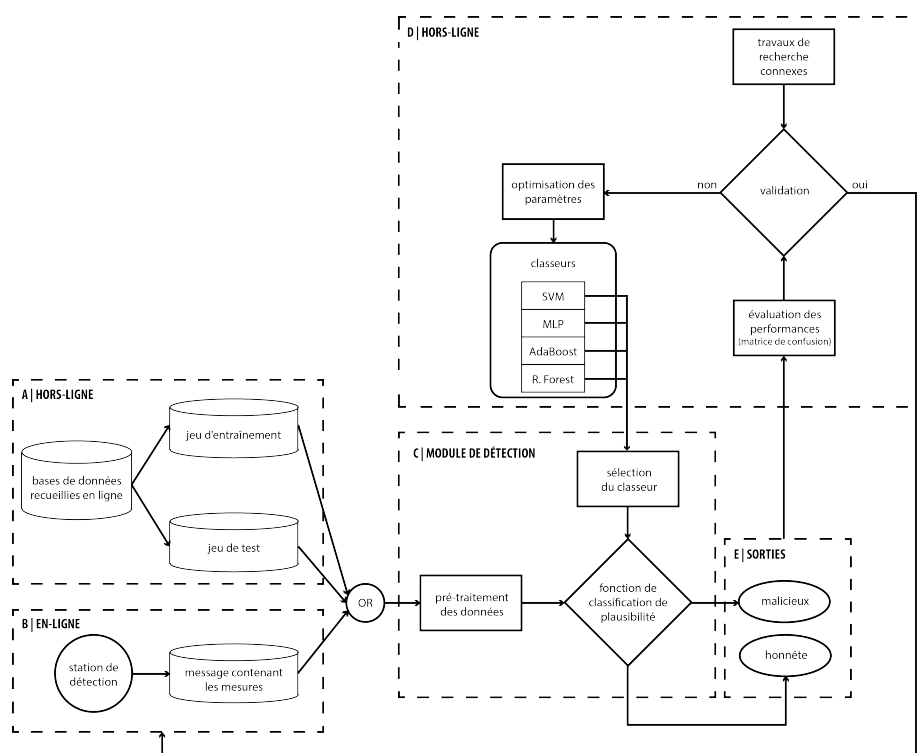 D | HORS-LIGNE
travaux de
recherche
connexes
validation
non
oui
optimisation des
paramètres
classeurs
SVM
MLP
AdaBoost
R. Forest
évaluation des
performances
(matrice de confusion)
A | HORS-LIGNE
bases de données
recueillies en ligne
jeu d'entraînement
jeu de test
B | EN-LIGNE
station de
détection
message contenant
les mesures
OR
C | MODULE DE DÉTECTION
sélection
du classeur
pré-traitement
des données
fonction de
classification de
plausibilité
E | SORTIES
malicieux
honnête